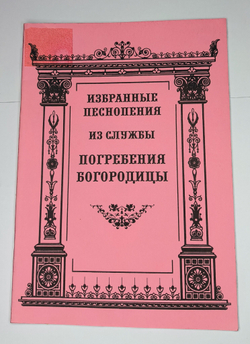 ИЗБРАННЫЕ
ПЕСНОПЕНИЯ
ИЗ СЛУЖБЫ
ПОГРЕБЕНИЯ
БОГОРОДИЦЫ